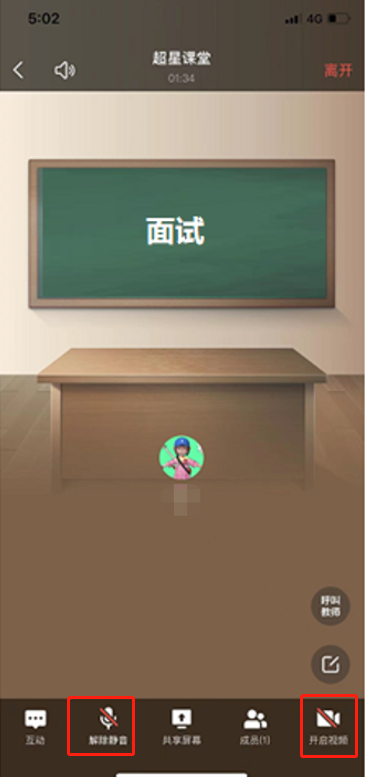 5:02
4G
超星课堂
01:34
离开
面试
呼叫
教师
互动
解除静音
共享屏幕
成员(1)
开启视频